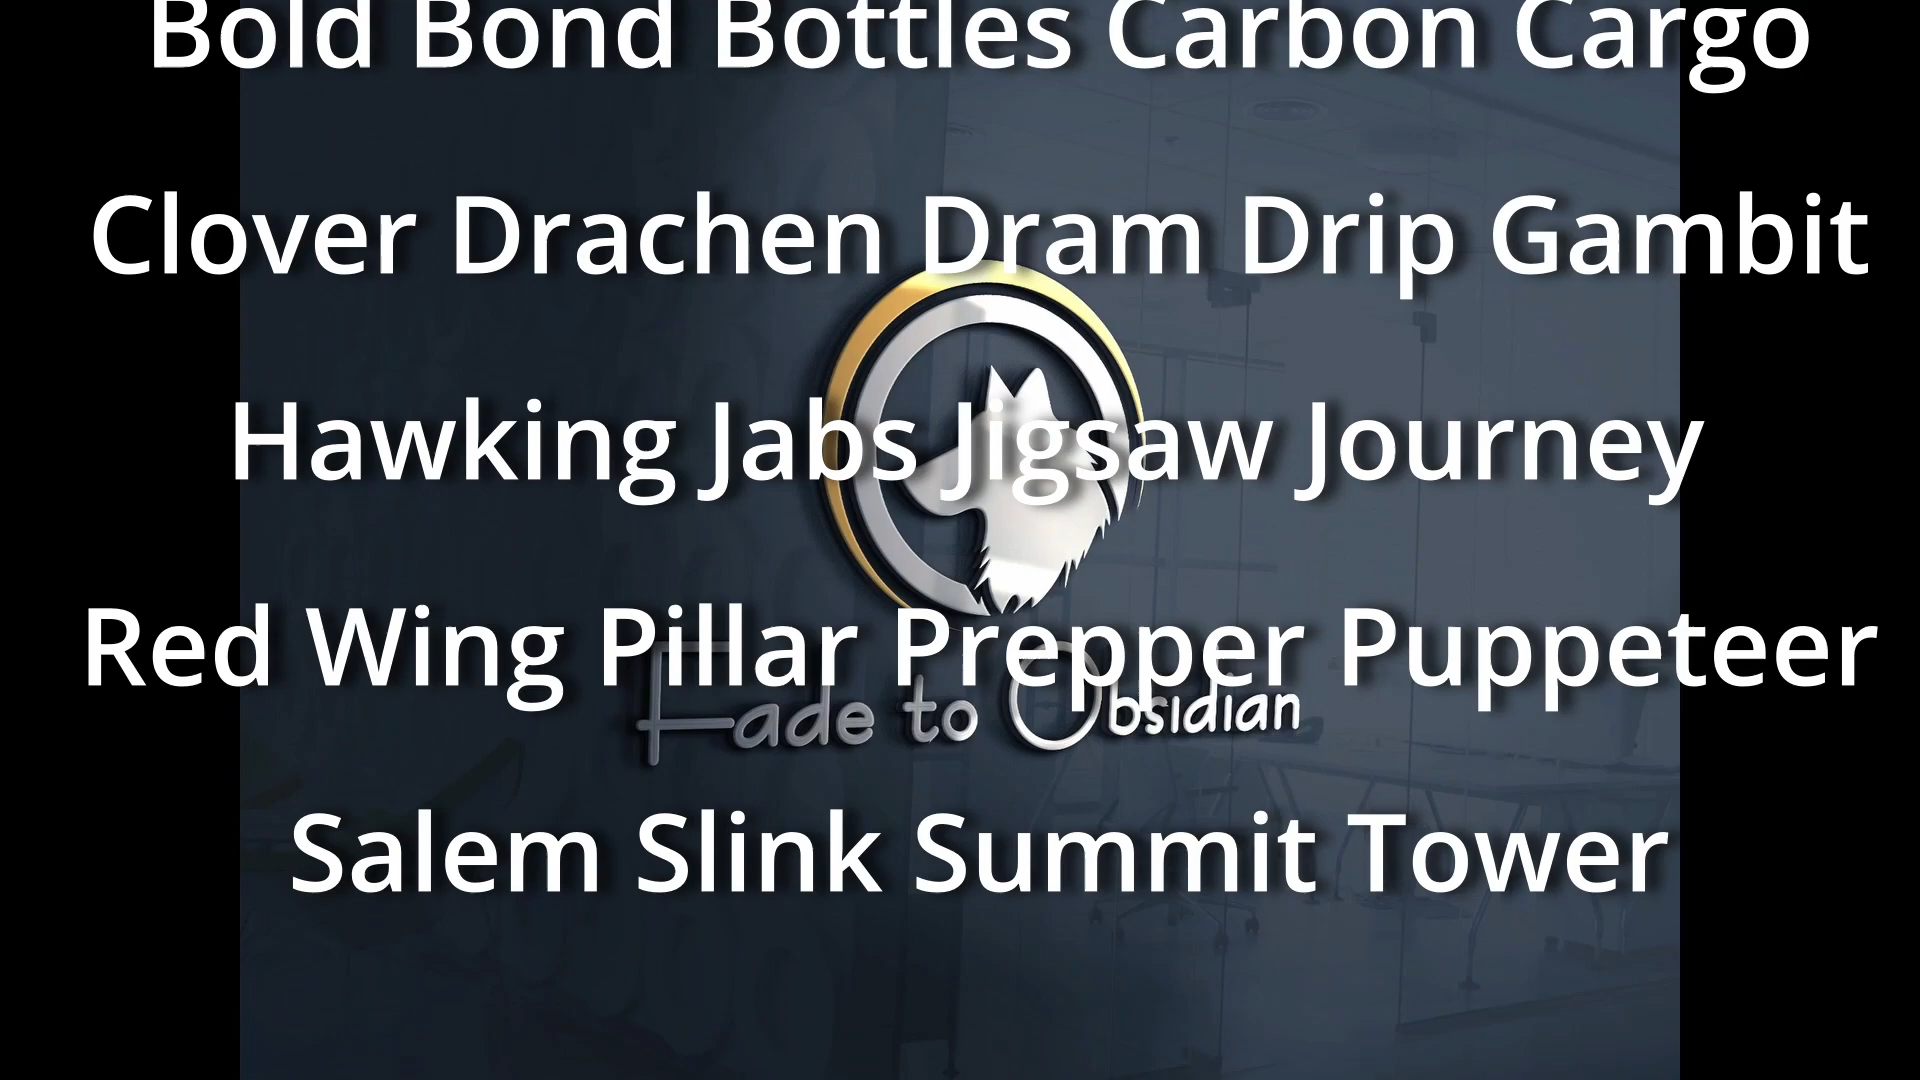 Bold Bond Bottles Carbon Cargo
Clover Drachen Dram Drip Gambit
Hawking Jabs Jigsaw Journey
Red Wing Pillar Prepper Puppeteer
Fade to Obsidian
Salem Slink Summit Tower